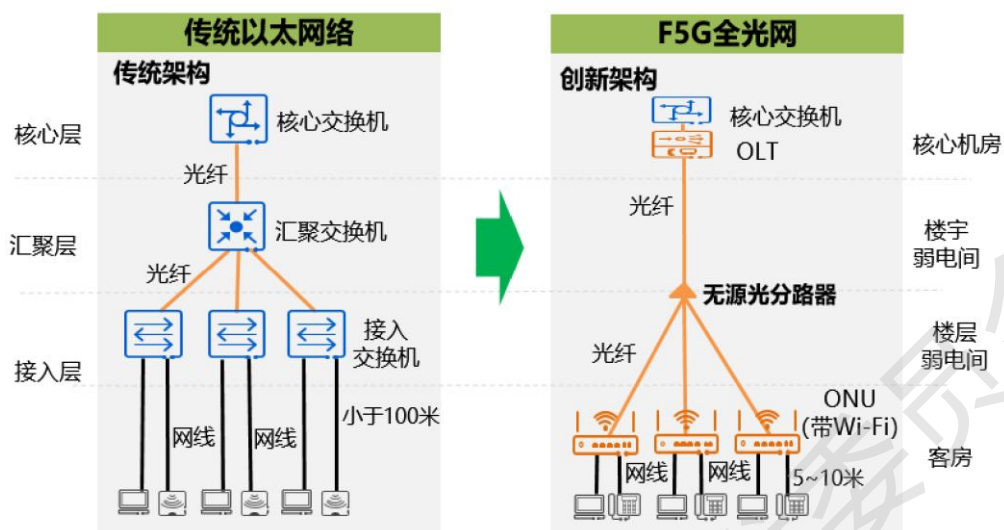 传统以太网络
F5G全光网
传统架构
创新架构
核心层
核心交换机
核心交换机
OLT
核心机房
光纤
光纤
汇聚层
汇聚交换机
楼宇
弱电间
光纤
无源光分路器
接入层
接入
交换机
光纤
楼层
弱电间
小于100米
ONU
(带Wi-Fi)
网线
网线
网线
网线
5~10米
客房